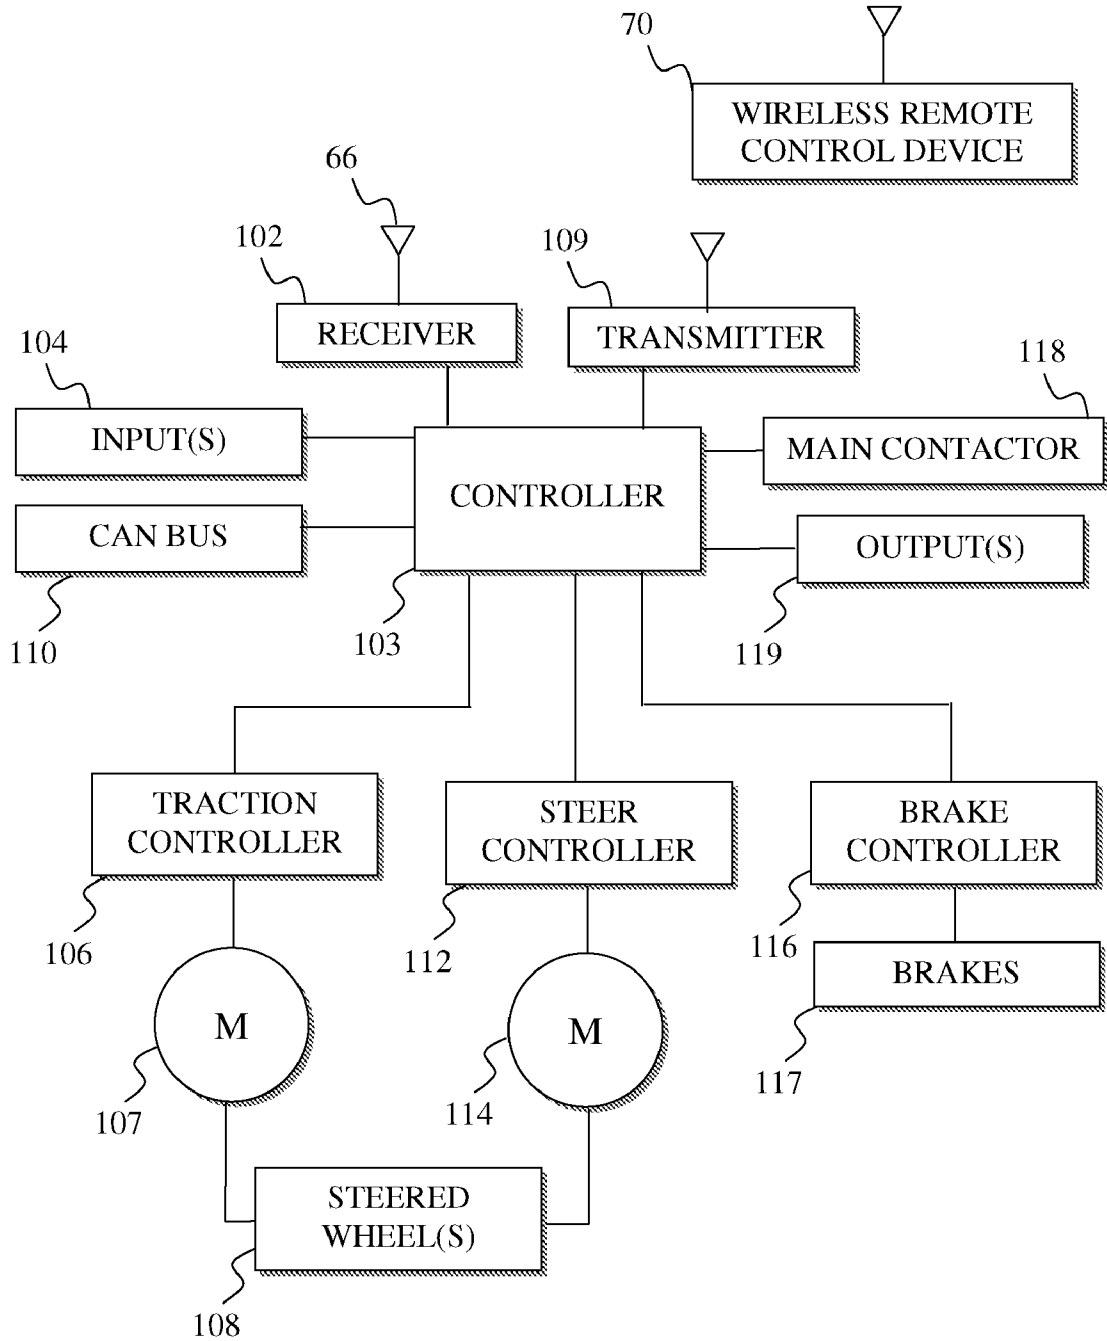 70
WIRELESS REMOTE
CONTROL DEVICE
66
102
109
RECEIVER
TRANSMITTER
104
118
INPUT(S)
MAIN CONTACTOR
CONTROLLER
CAN BUS
OUTPUT(S)
110
103
119
TRACTION
CONTROLLER
STEER
CONTROLLER
BRAKE
CONTROLLER
106
112
116
BRAKES
M
M
107
114
117
STEERED
WHEEL(S)
108